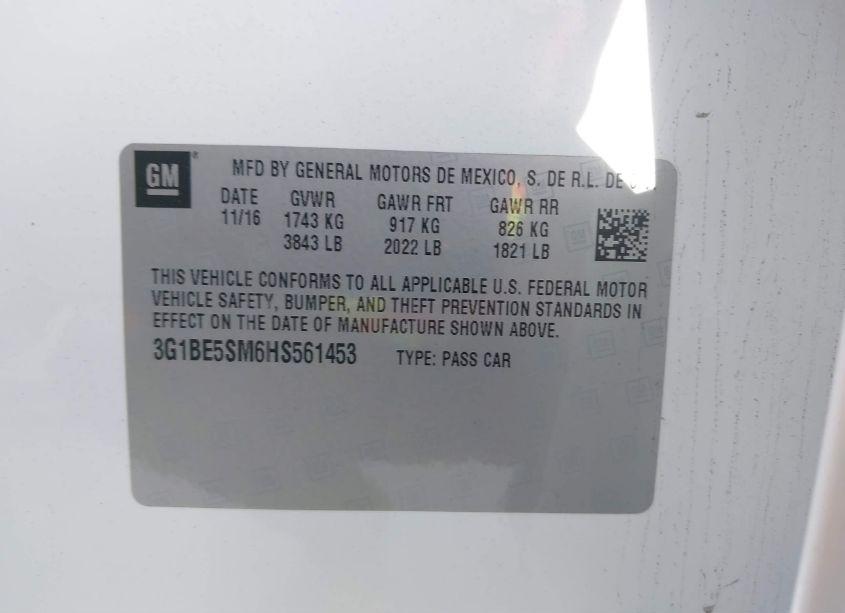 GM
MFD BY GENERAL MOTORS DE MEXICO, S. DE R.L. DE
DATE GVWR GAWR FRT GAWR RR
11/16 1743 KG 917 KG 826 KG
3843 LB 2022 LB 1821 LB
THIS VEHICLE CONFORMS TO ALL APPLICABLE U.S. FEDERAL MOTOR
VEHICLE SAFETY, BUMPER, AND THEFT PREVENTION STANDARDS IN
EFFECT ON THE DATE OF MANUFACTURE SHOWN ABOVE.
3G1BE5SM6HS561453 TYPE: PASS CAR